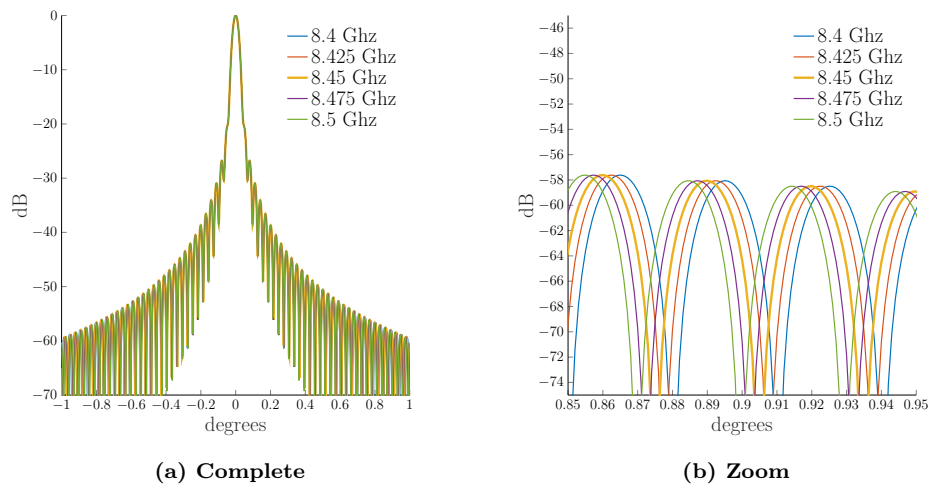 0
−10
−20
−30
−40
−50
−60
−70
dB
−1 −0.8 −0.6 −0.4 −0.2 0 0.2 0.4 0.6 0.8 1
degrees
8.4 Ghz
8.425 Ghz
8.45 Ghz
8.475 Ghz
8.5 Ghz
(a) Complete
−46
−48
−50
−52
−54
−56
−58
−60
−62
−64
−66
−68
−70
−72
−74
dB
0.85 0.86 0.87 0.88 0.89 0.9 0.91 0.92 0.93 0.94 0.95
degrees
8.4 Ghz
8.425 Ghz
8.45 Ghz
8.475 Ghz
8.5 Ghz
(b) Zoom